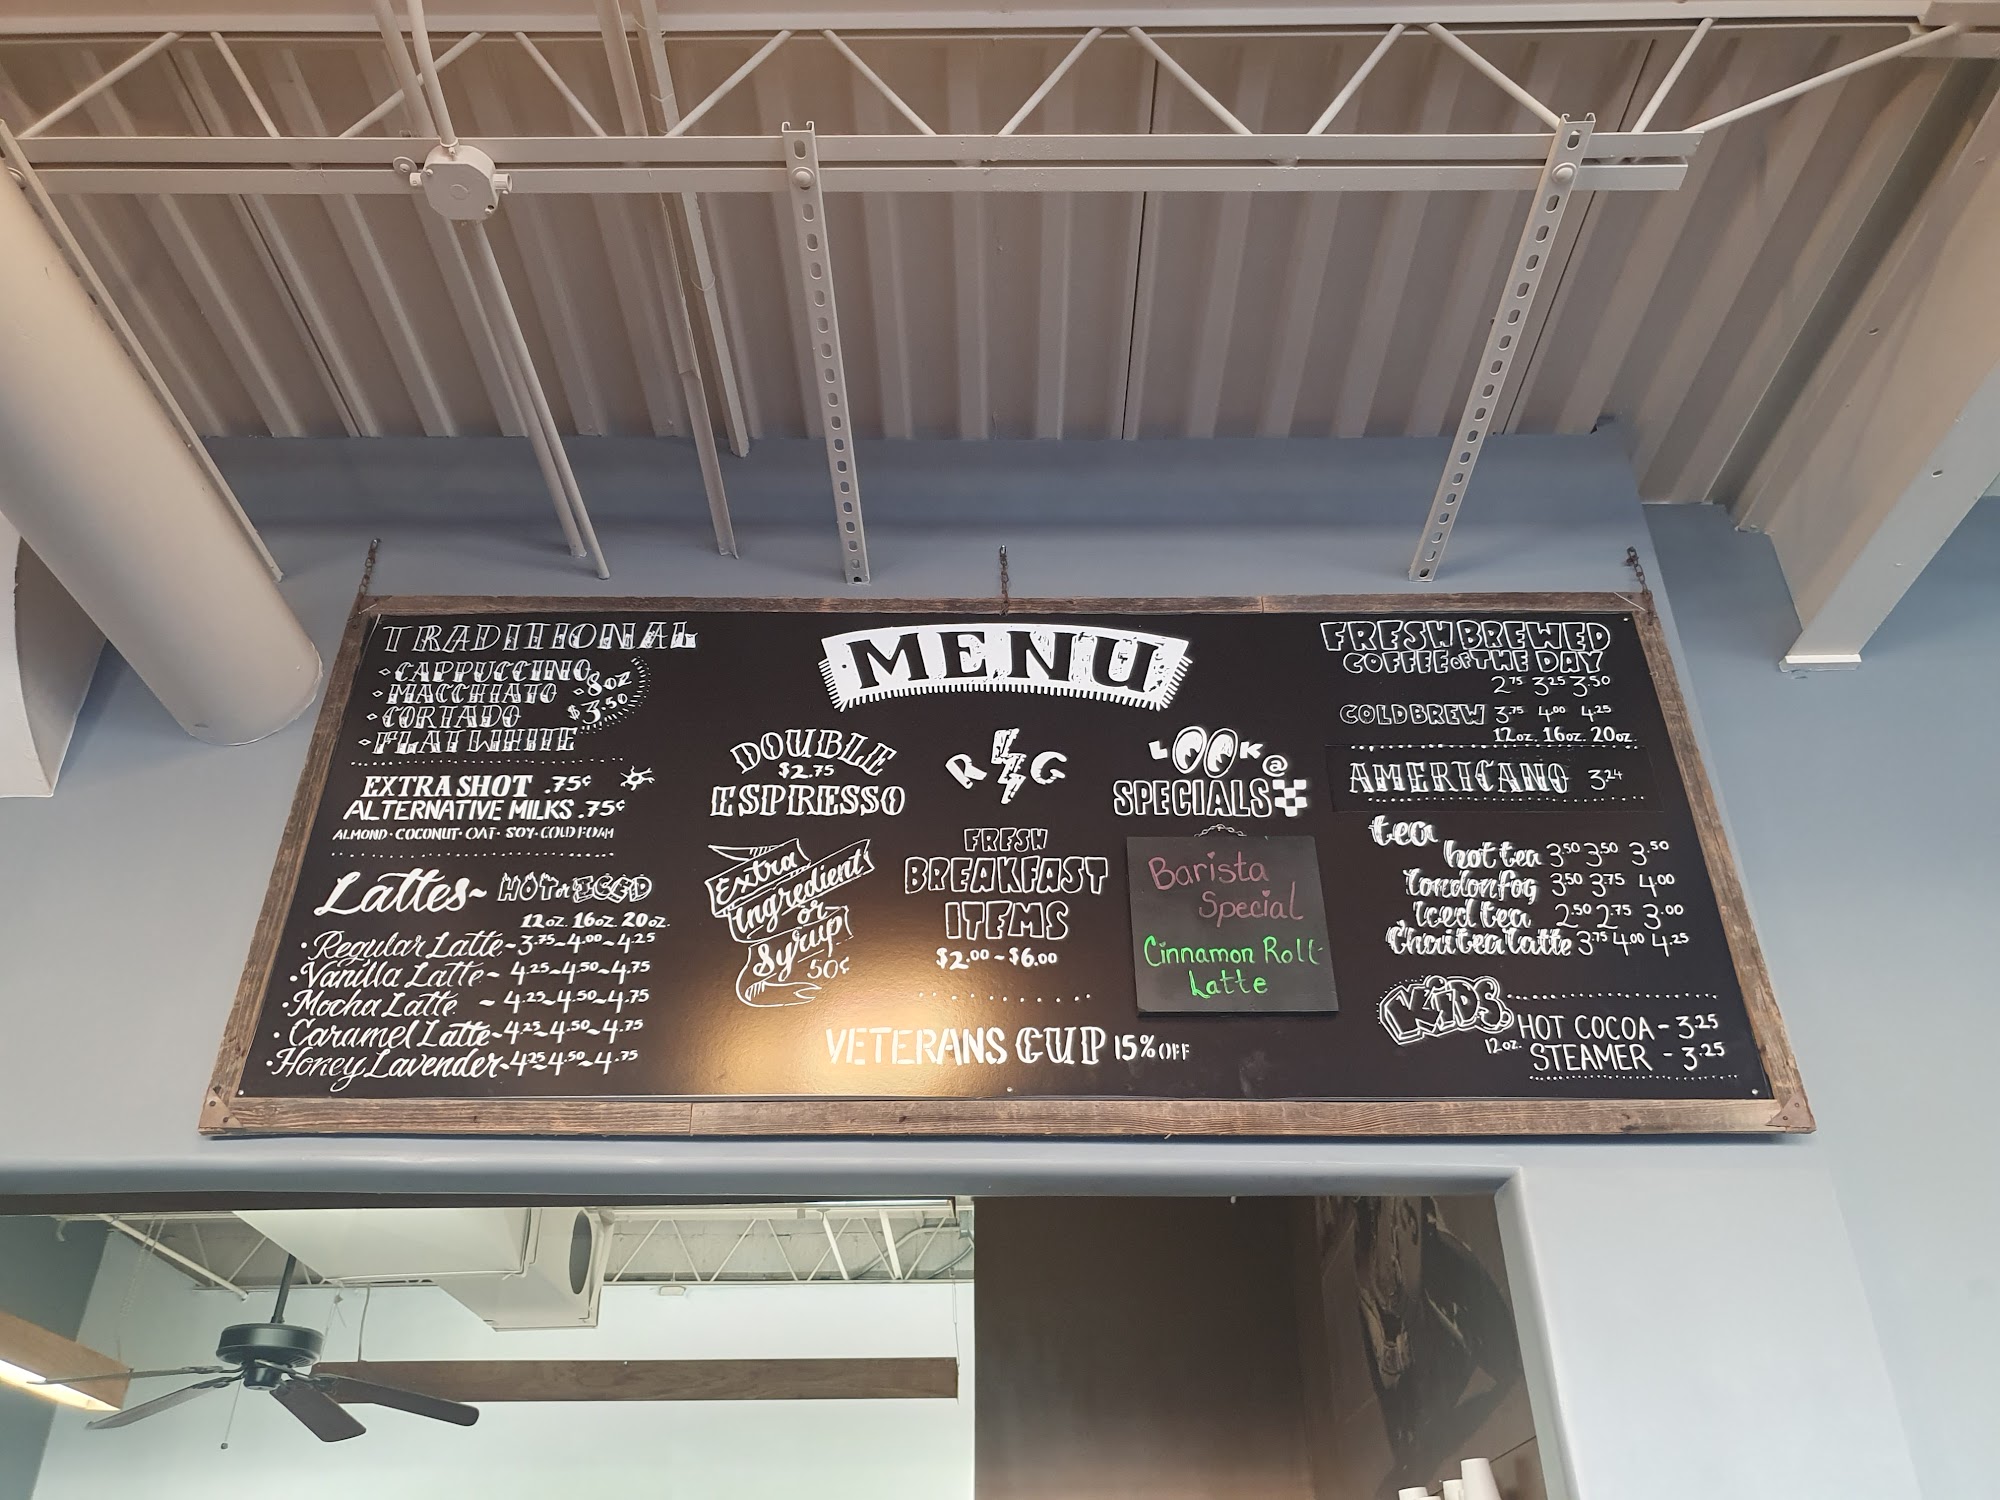 TRADITIONAL
CAPPUCCINO
MACCHIATO
CORTADO
FLAT WHITE
8oz
$3.50
EXTRA SHOT .75¢
ALTERNATIVE MILKS .75¢
ALMOND · COCONUT · OAT · SOY · COLD FOAM
Lattes~ HOT or ICED
12oz. 16oz. 20oz.
· Regular Latte ~ 3.75 ~ 4.00 ~ 4.25
· Vanilla Latte ~ 4.25 ~ 4.50 ~ 4.75
· Mocha Latte ~ 4.25 ~ 4.50 ~ 4.75
· Caramel Latte ~ 4.25 ~ 4.50 ~ 4.75
· Honey Lavender ~ 4.25 4.50 ~ 4.75
MENU
DOUBLE
$2.75
ESPRESSO
Extra
Ingredient
or
Syrup
50¢
R G
FRESH
BREAKFAST
ITEMS
$2.00 ~ $6.00
LOOK @
SPECIALS
Barista
Special
Cinnamon Roll
Latte
VETERANS CUP 15% OFF
FRESH BREWED
COFFEE OF THE DAY
2.75 3.25 3.50
COLD BREW 3.75 4.00 4.25
12oz. 16oz. 20oz.
AMERICANO 3.24
tea
hot tea 3.50 3.50 3.50
London fog 3.50 3.75 4.00
Iced tea 2.50 2.75 3.00
Chai tea latte 3.75 4.00 4.25
KiDS
12oz.
HOT COCOA - 3.25
STEAMER - 3.25